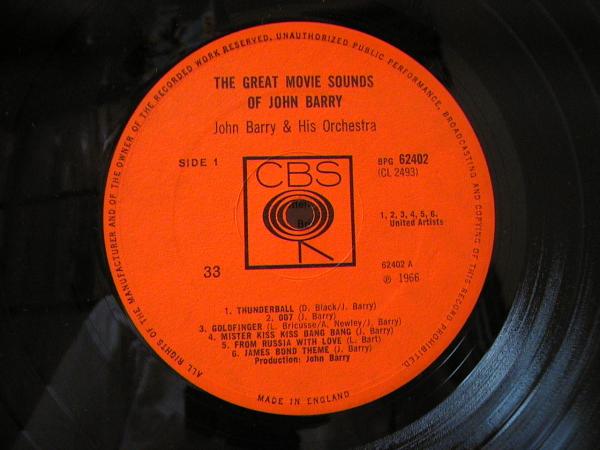 ALL RIGHTS OF THE MANUFACTURER AND OF THE OWNER OF THE RECORDED WORK RESERVED. UNAUTHORIZED PUBLIC PERFORMANCE, BROADCASTING AND COPYING OF THIS RECORD PROHIBITED.
THE GREAT MOVIE SOUNDS
OF JOHN BARRY
John Barry & His Orchestra
SIDE 1
BPG 62402
(CL 2493)
CBS
1, 2, 3, 4, 5, 6.
United Artists
33
62402 A
℗ 1966
1. THUNDERBALL (D. Black/J. Barry)
2. 007 (J. Barry)
3. GOLDFINGER (L. Bricusse/A. Newley/J. Barry)
4. MISTER KISS KISS BANG BANG (J. Barry)
5. FROM RUSSIA WITH LOVE (L. Bart)
6. JAMES BOND THEME (J. Barry)
Production: John Barry
MADE IN ENGLAND